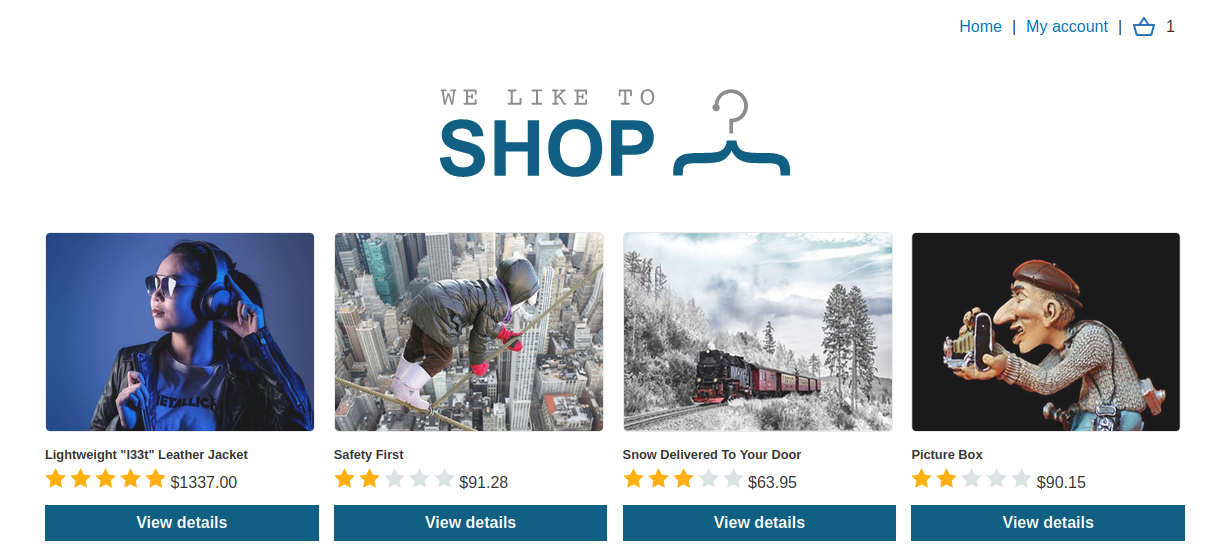 Home | My account | 1
WE LIKE TO
SHOP
METALLICA
Lightweight "l33t" Leather Jacket
Safety First
Snow Delivered To Your Door
Picture Box
$1337.00
$91.28
$63.95
$90.15
View details
View details
View details
View details